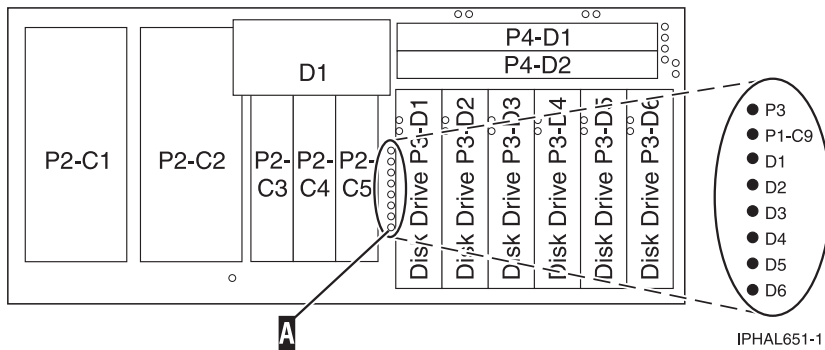 P4-D1
P4-D2
D1
P2-C1
P2-C2
P2-
C3
P2-
C4
P2-
C5
Disk Drive P3-D1
Disk Drive P3-D2
Disk Drive P3-D3
Disk Drive P3-D4
Disk Drive P3-D5
Disk Drive P3-D6
P3
P1-C9
D1
D2
D3
D4
D5
D6
A
IPHAL651-1